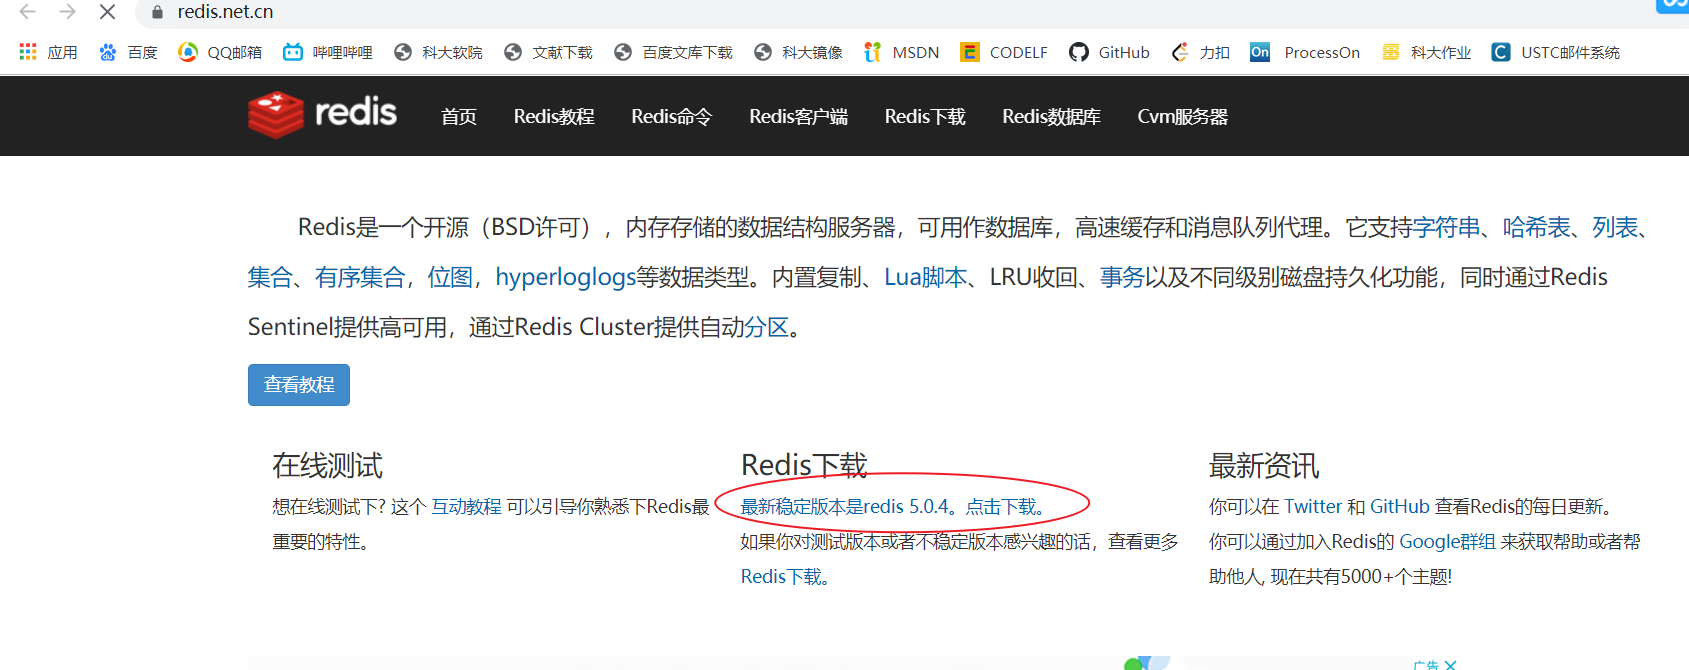 redis.net.cn
应用 百度 QQ邮箱 哔哩哔哩 科大软院 文献下载 百度文库下载 科大镜像 MSDN CODELF GitHub 力扣 On ProcessOn 科大作业 USTC邮件系统
redis 首页 Redis教程 Redis命令 Redis客户端 Redis下载 Redis数据库 Cvm服务器
Redis是一个开源（BSD许可），内存存储的数据结构服务器，可用作数据库，高速缓存和消息队列代理。它支持字符串、哈希表、列表、
集合、有序集合，位图，hyperloglogs等数据类型。内置复制、Lua脚本、LRU收回、事务以及不同级别磁盘持久化功能，同时通过Redis
Sentinel提供高可用，通过Redis Cluster提供自动分区。
查看教程
在线测试
想在线测试下? 这个 互动教程 可以引导你熟悉下Redis最
重要的特性。
Redis下载
最新稳定版本是redis 5.0.4。点击下载。
如果你对测试版本或者不稳定版本感兴趣的话，查看更多
Redis下载。
最新资讯
你可以在 Twitter 和 GitHub 查看Redis的每日更新。
你可以通过加入Redis的 Google群组 来获取帮助或者帮
助他人, 现在共有5000+个主题!
广告